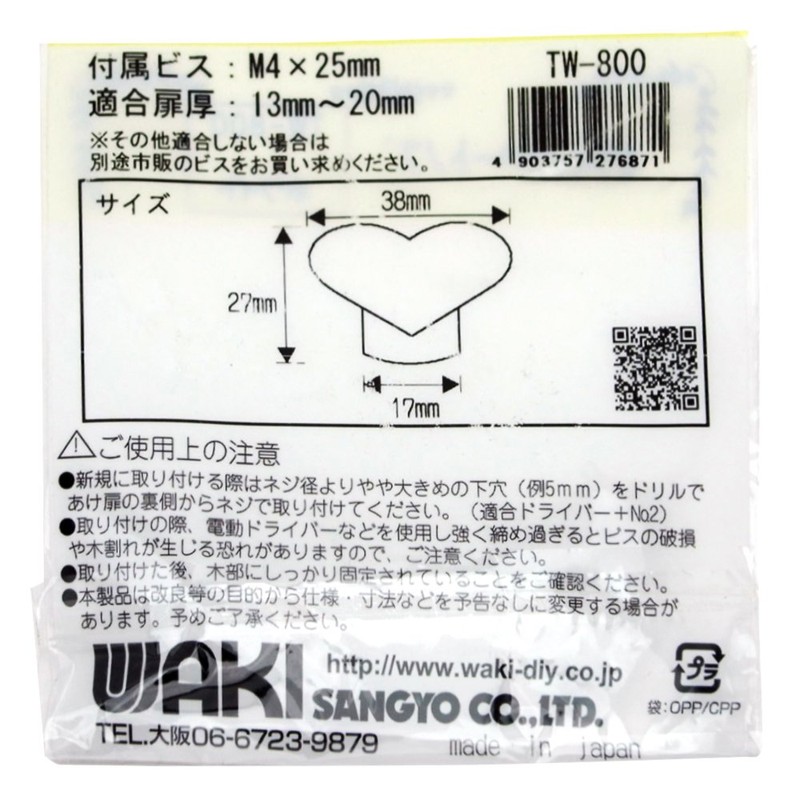 付属ビス：M4×25mm
適合扉厚：13mm～20mm
※その他適合しない場合は
別途市販のビスをお買い求めください。
TW-800
4 903757 276871
サイズ
38mm
27mm
17mm
⚠ご使用上の注意
●新規に取り付ける際はネジ径よりやや大きめの下穴（例5mm）をドリルで
あけ扉の裏側からネジで取り付けてください。（適合ドライバー＋No2）
●取り付けの際、電動ドライバーなどを使用し強く締め過ぎるとビスの破損
や木割れが生じる恐れがありますので、ご注意ください。
●取り付けた後、木部にしっかり固定されていることをご確認ください。
●本製品は改良等の目的から仕様・寸法などを予告なしに変更する場合が
あります。予めご了承ください。
WAKI
http://www.waki-diy.co.jp
SANGYO CO.,LTD.
TEL.大阪06-6723-9879
made in japan
プラ
袋:OPP/CPP